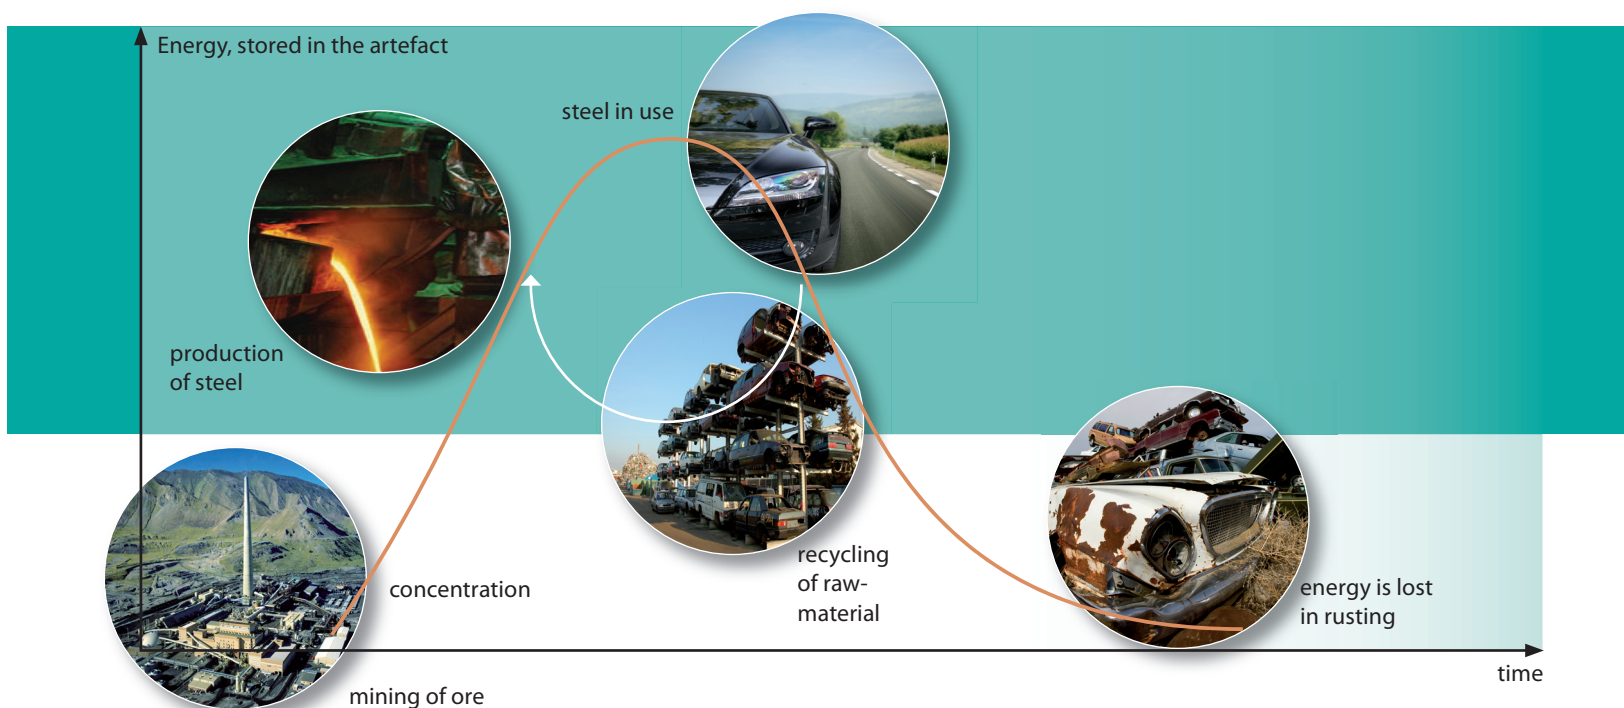 Energy, stored in the artefact
steel in use
production
of steel
concentration
recycling
of raw-
material
energy is lost
in rusting
time
mining of ore